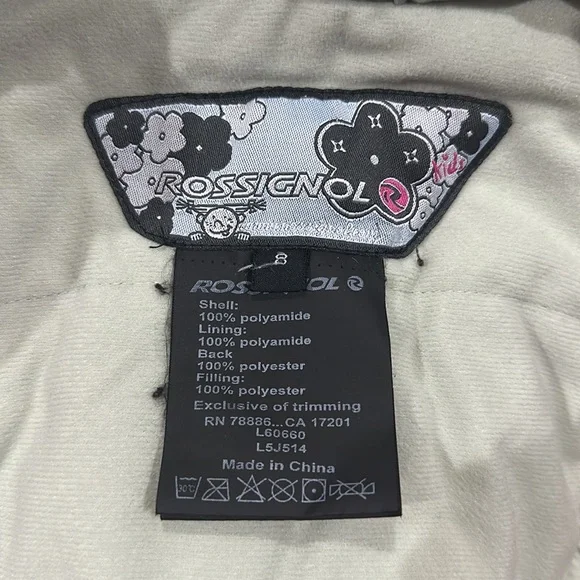 ROSSIGNOL
Kids
8
ROSSIGNOL
Shell:
100% polyamide
Lining:
100% polyamide
Back
100% polyester
Filling:
100% polyester
Exclusive of trimming
RN 78886...CA 17201
L60660
L5J514
Made in China
30°C